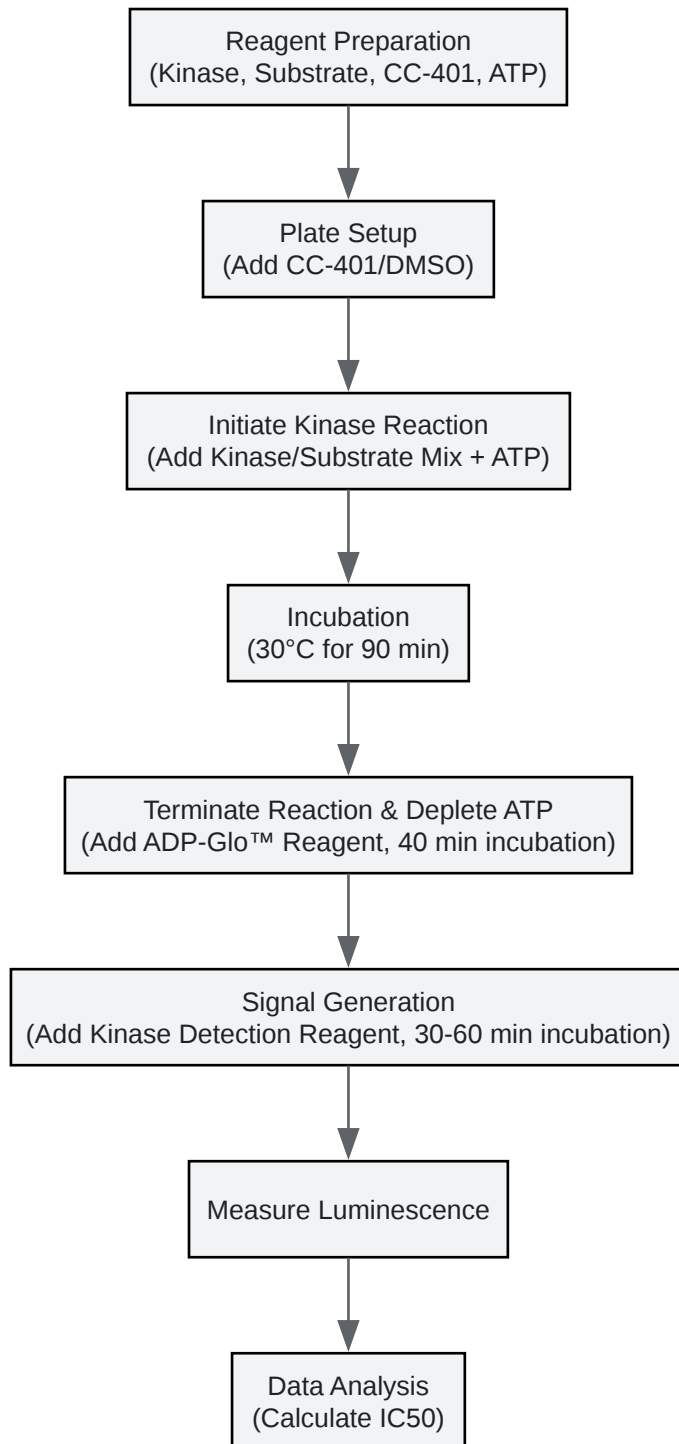 Reagent Preparation
(Kinase, Substrate, CC-401, ATP)
Plate Setup
(Add CC-401/DMSO)
Initiate Kinase Reaction
(Add Kinase/Substrate Mix + ATP)
Incubation
(30°C for 90 min)
Terminate Reaction & Deplete ATP
(Add ADP-Glo™ Reagent, 40 min incubation)
Signal Generation
(Add Kinase Detection Reagent, 30-60 min incubation)
Measure Luminescence
Data Analysis
(Calculate IC50)